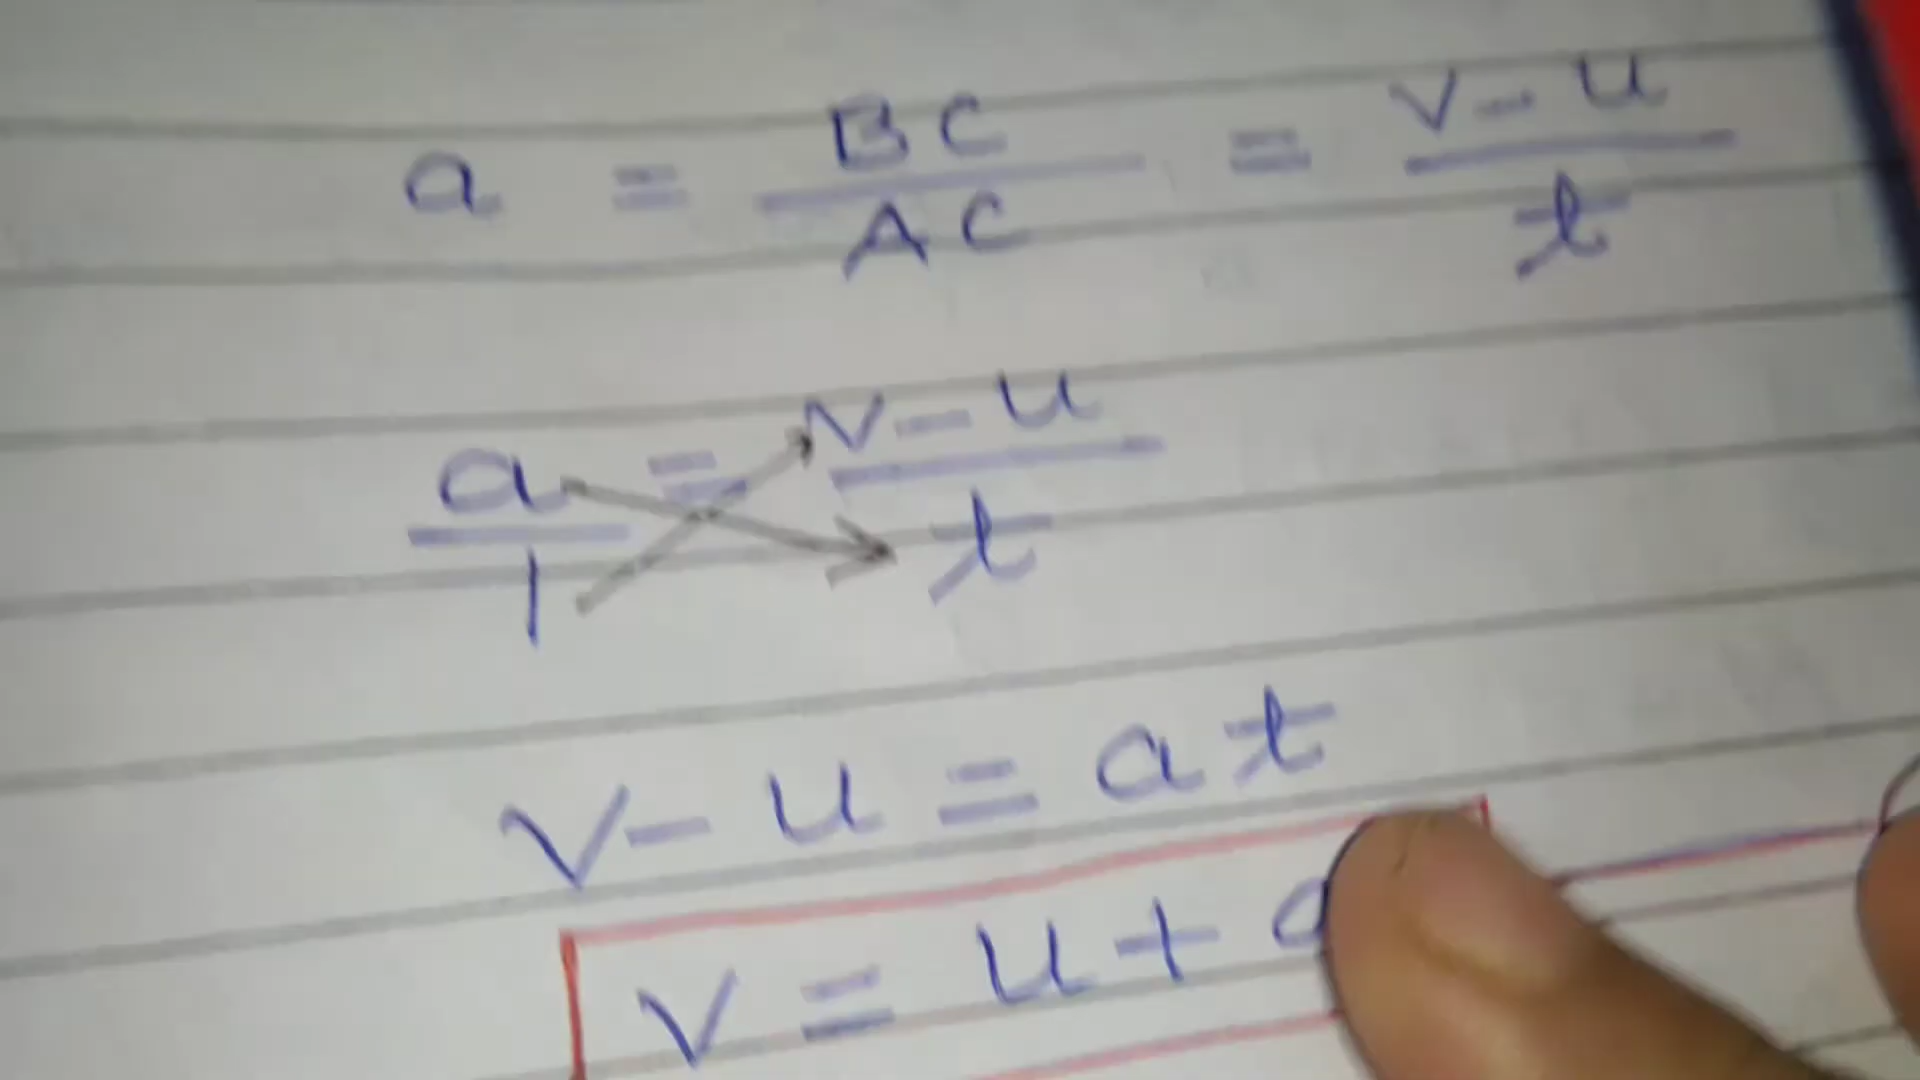 a = BC/AC = v-u/t
a/1 = v-u/t
v-u = at
v = u+